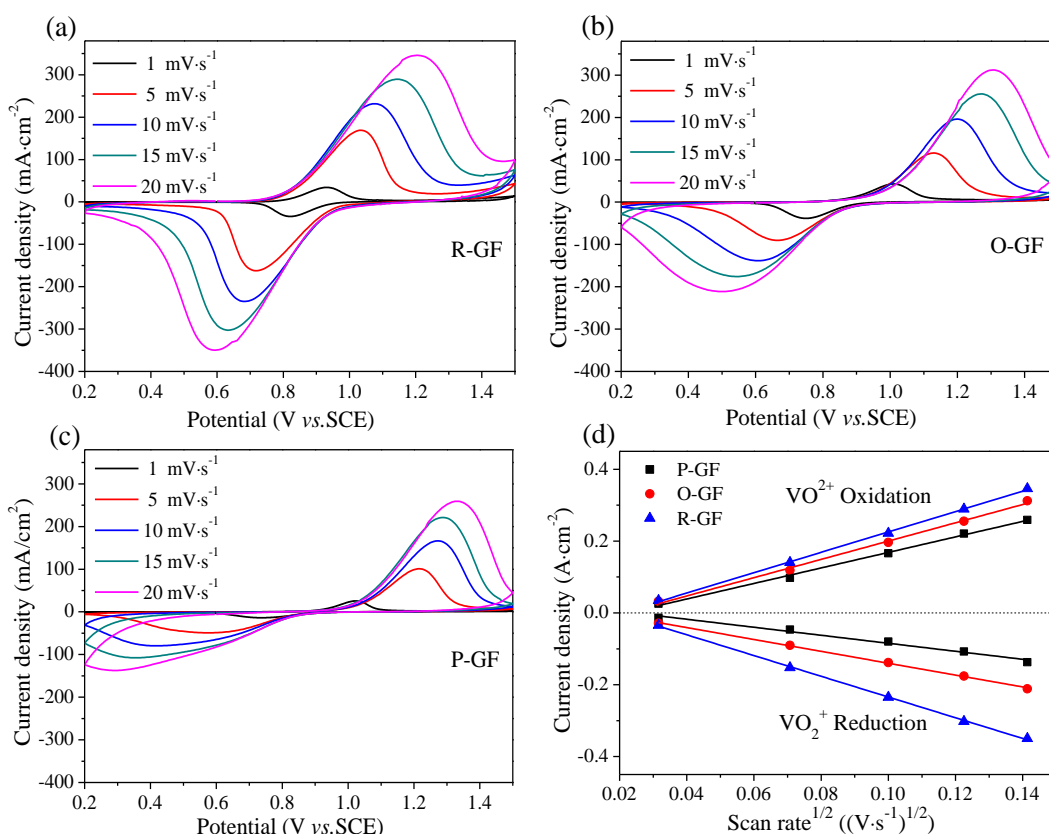 (a)
1 mV·s-1
5 mV·s-1
10 mV·s-1
15 mV·s-1
20 mV·s-1
R-GF
300
200
100
0
-100
-200
-300
-400
0.2 0.4 0.6 0.8 1.0 1.2 1.4
Current density (mA·cm-2)
Potential (V vs.SCE)
(b)
1 mV·s-1
5 mV·s-1
10 mV·s-1
15 mV·s-1
20 mV·s-1
O-GF
300
200
100
0
-100
-200
-300
-400
0.2 0.4 0.6 0.8 1.0 1.2 1.4
Current density (mA·cm-2)
Potential (V vs.SCE)
(c)
1 mV·s-1
5 mV·s-1
10 mV·s-1
15 mV·s-1
20 mV·s-1
P-GF
300
200
100
0
-100
-200
-300
-400
0.2 0.4 0.6 0.8 1.0 1.2 1.4
Current density (mA/cm2)
Potential (V vs.SCE)
(d)
P-GF
O-GF
R-GF
VO2+ Oxidation
VO2+ Reduction
0.4
0.2
0.0
-0.2
-0.4
0.02 0.04 0.06 0.08 0.10 0.12 0.14
Current density (A·cm-2)
Scan rate1/2 ((V·s-1)1/2)